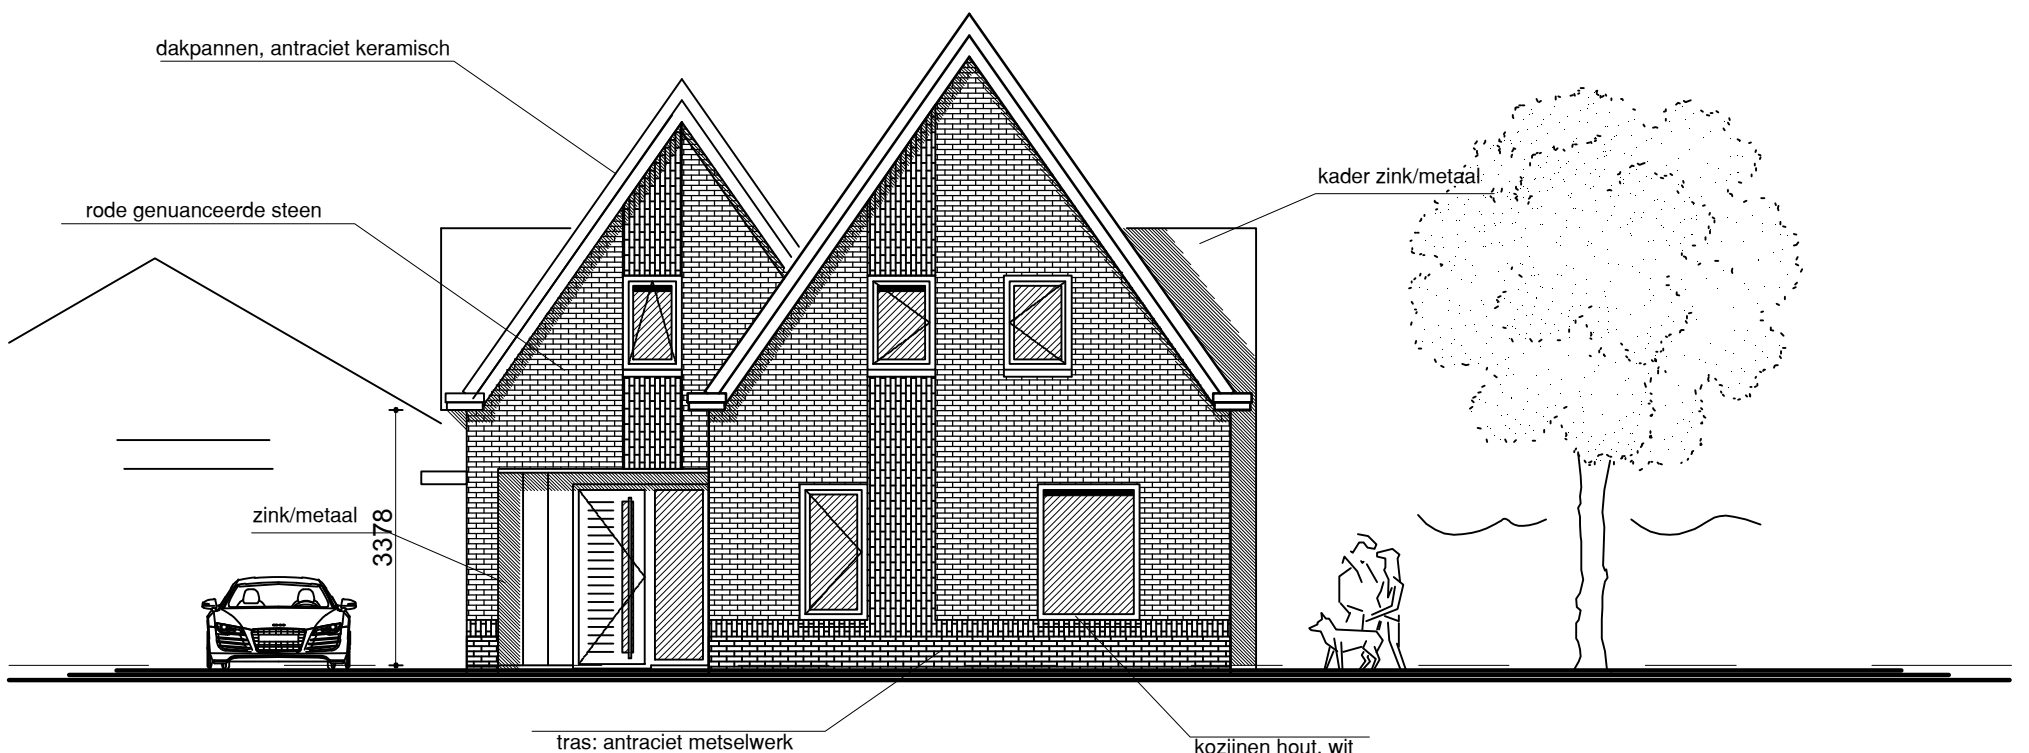 dakpannen, antraciet keramisch
kader zink/metaal
rode genuanceerde steen
zink/metaal
3378
tras: antraciet metselwerk
kozijnen hout, wit